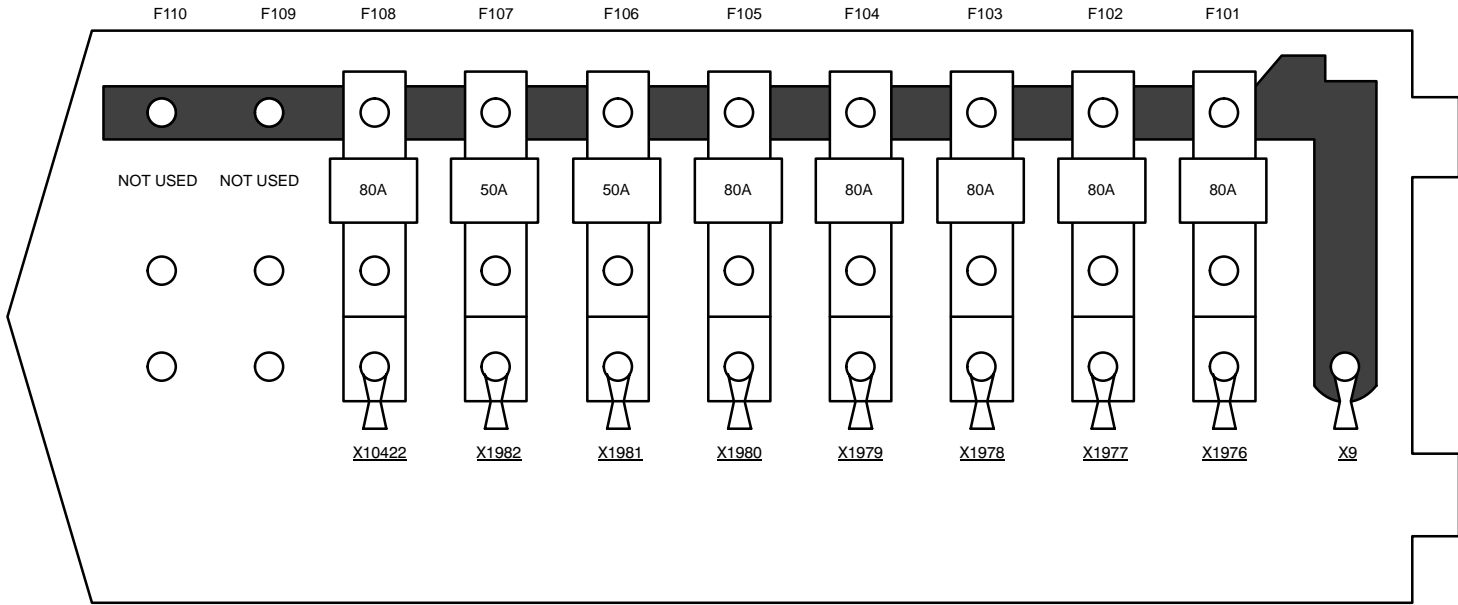 F110 F109 F108 F107 F106 F105 F104 F103 F102 F101
NOT USED NOT USED 80A 50A 50A 80A 80A 80A 80A 80A
X10422 X1982 X1981 X1980 X1979 X1978 X1977 X1976 X9